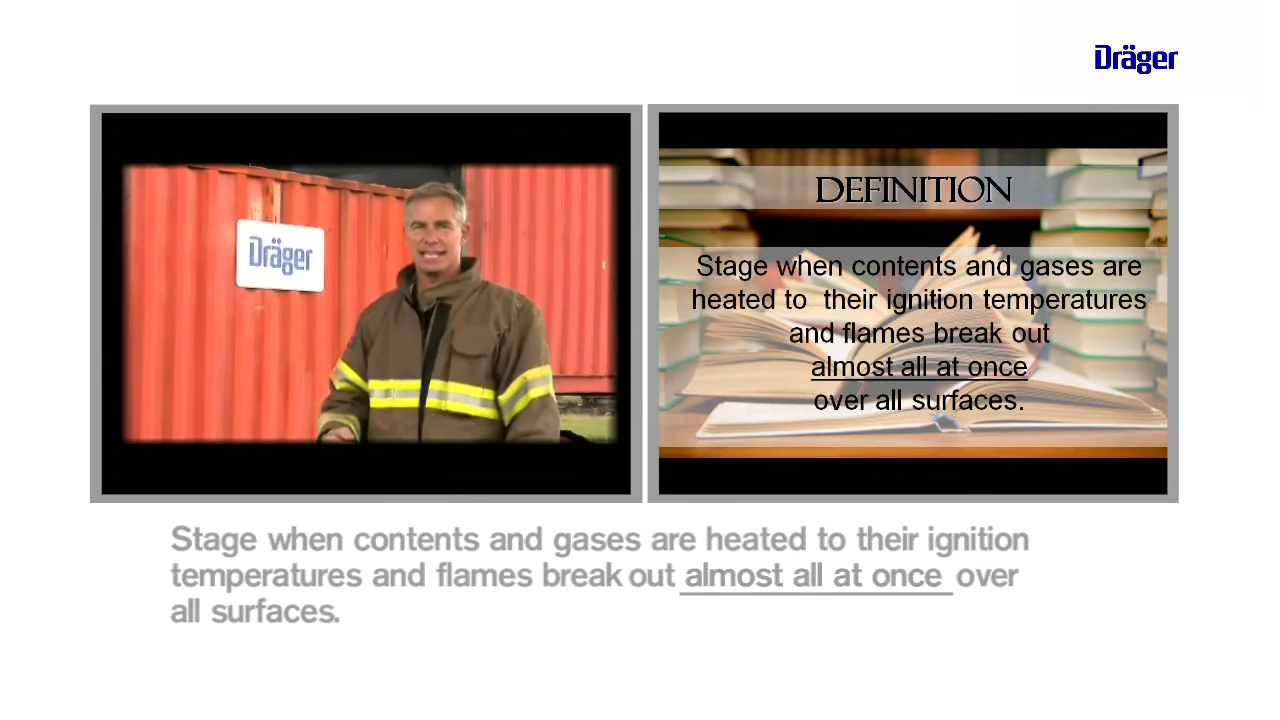 Dräger
Dräger
DEFINITION
Stage when contents and gases are
heated to their ignition temperatures
and flames break out
almost all at once
over all surfaces.
Stage when contents and gases are heated to their ignition
temperatures and flames break out almost all at once over
all surfaces.